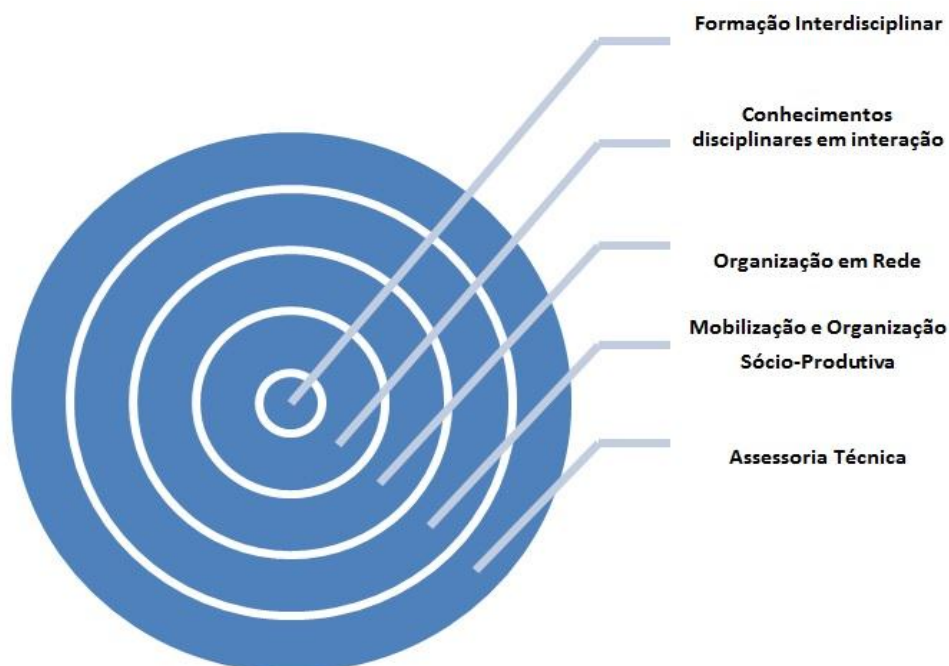 Formação Interdisciplinar
Conhecimentos
disciplinares em interação
Organização em Rede
Mobilização e Organização
Sócio-Produtiva
Assessoria Técnica